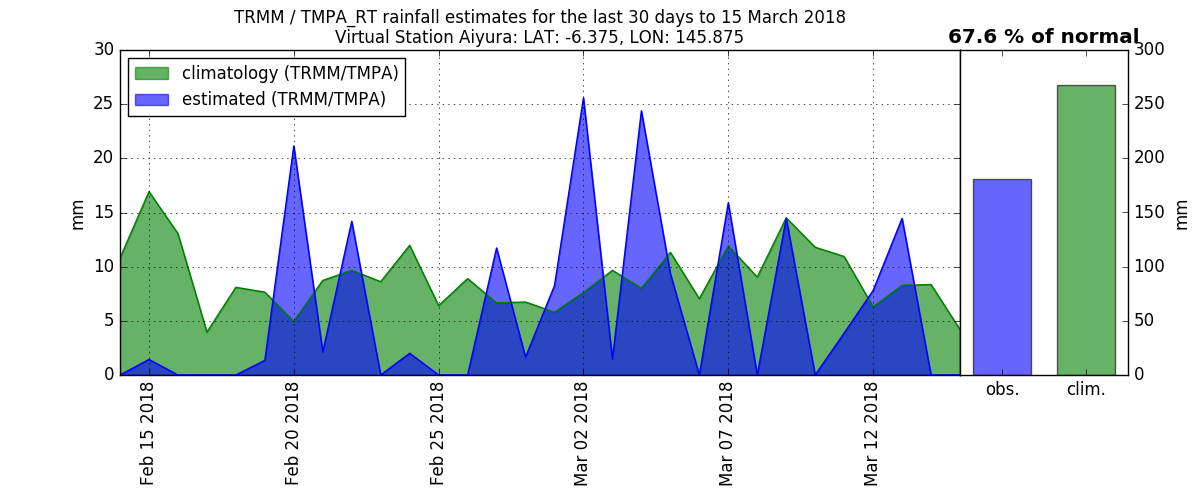 TRMM / TMPA_RT rainfall estimates for the last 30 days to 15 March 2018
Virtual Station Aiyura: LAT: -6.375, LON: 145.875
67.6 % of normal
climatology (TRMM/TMPA)
estimated (TRMM/TMPA)
mm
30
25
20
15
10
5
0
Feb 15 2018
Feb 20 2018
Feb 25 2018
Mar 02 2018
Mar 07 2018
Mar 12 2018
obs.
clim.
300
250
200
150
100
50
0
mm